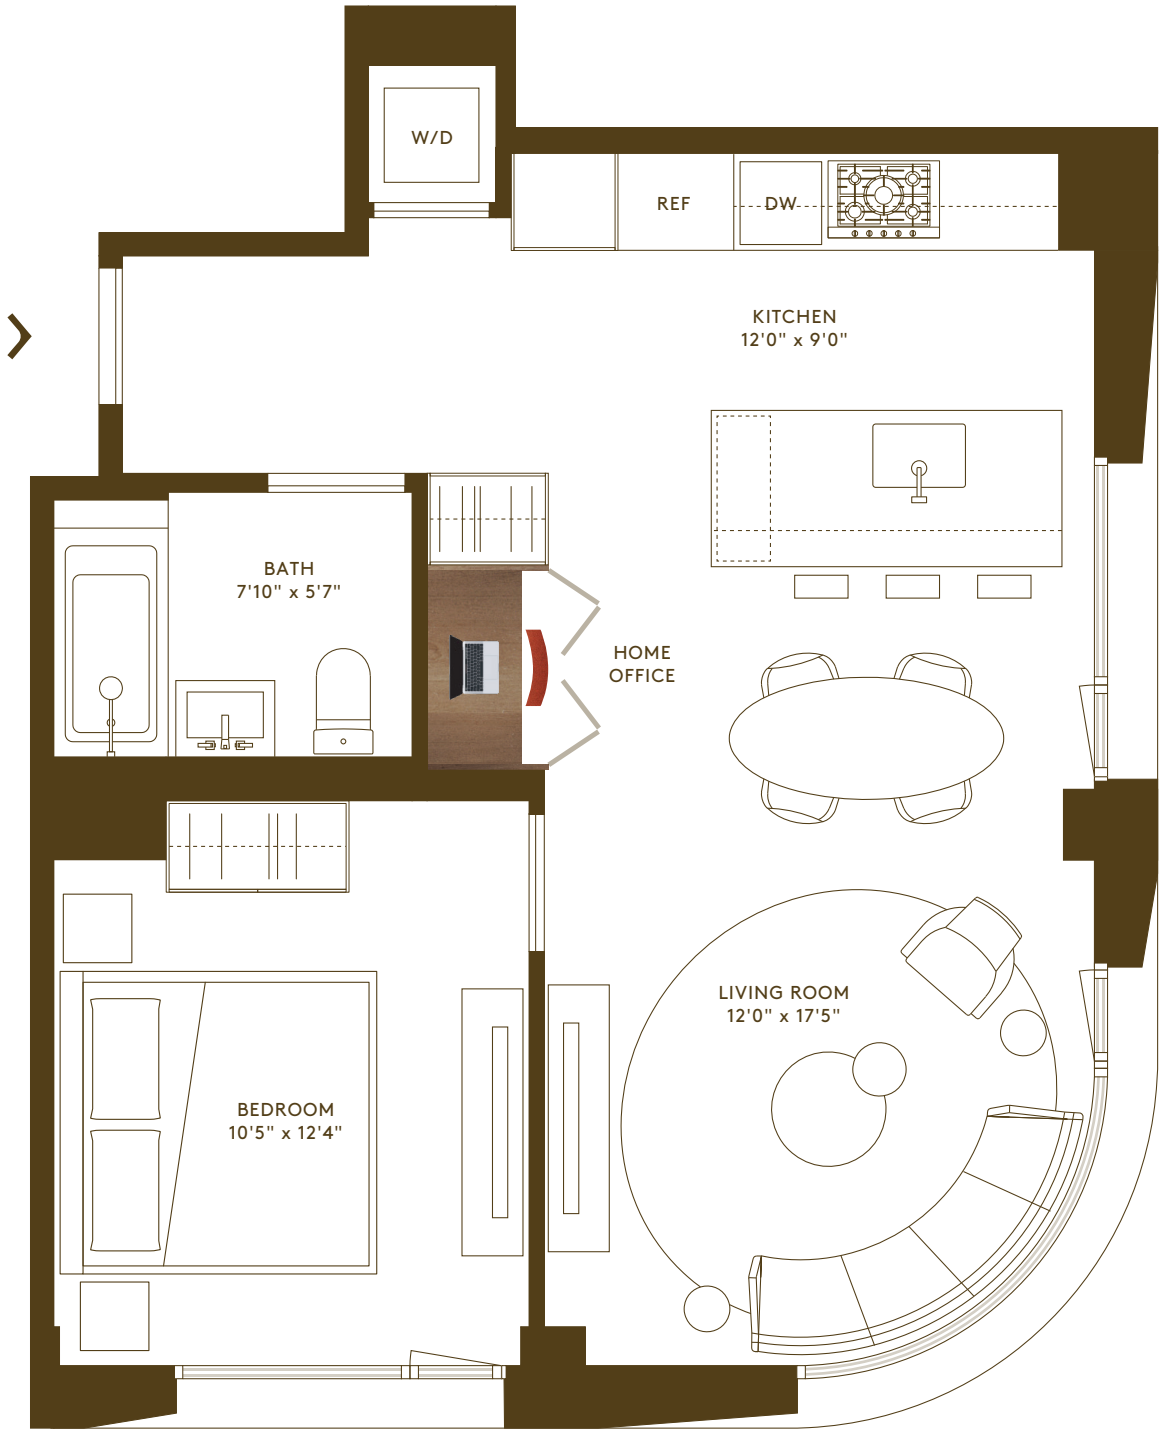 W/D
REF
DW
KITCHEN
12'0" x 9'0"
BATH
7'10" x 5'7"
HOME
OFFICE
LIVING ROOM
12'0" x 17'5"
BEDROOM
10'5" x 12'4"